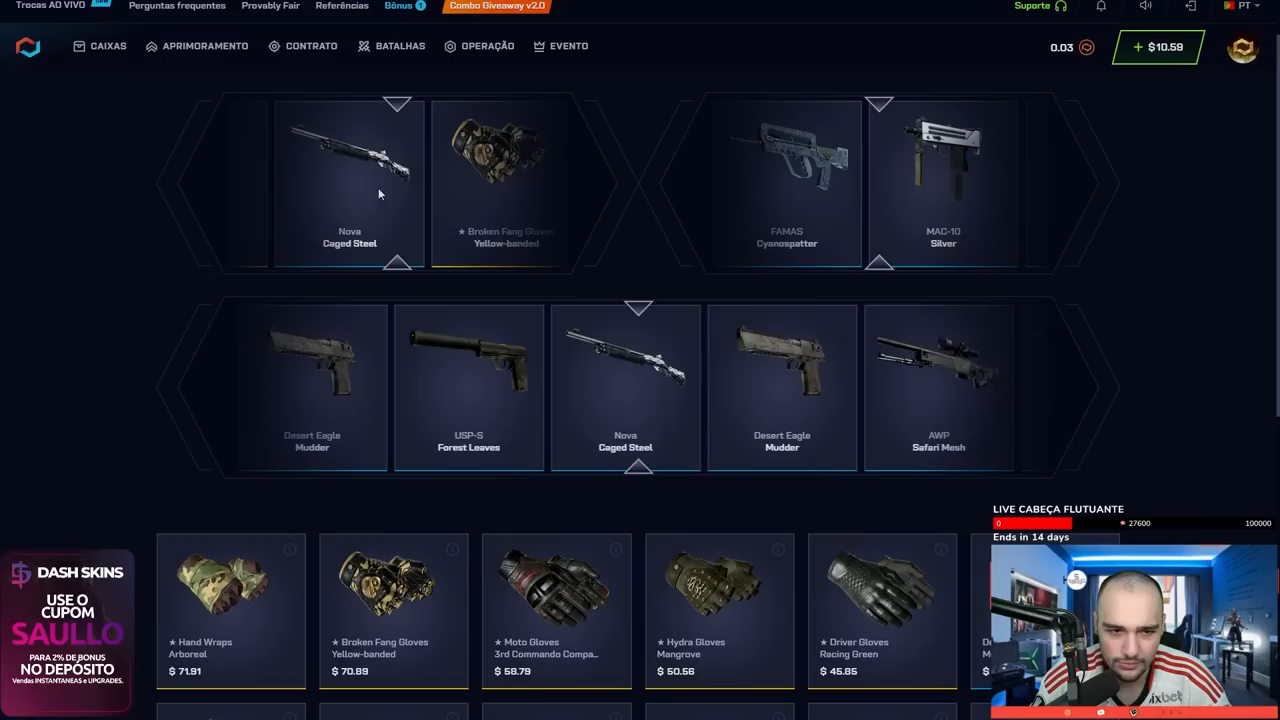 Trocas AO VIVO
Perguntas frequentes
Provably Fair
Referências
Bônus 1
Combo Giveaway v2.0
Suporte
PT
CAIXAS
APRIMORAMENTO
CONTRATO
BATALHAS
OPERAÇÃO
EVENTO
0.03
+ $10.59
Nova
Caged Steel
★ Broken Fang Gloves
Yellow-banded
FAMAS
Cyanospatter
MAC-10
Silver
Desert Eagle
Mudder
USP-S
Forest Leaves
Nova
Caged Steel
Desert Eagle
Mudder
AWP
Safari Mesh
★ Hand Wraps
Arboreal
$ 71.91
★ Broken Fang Gloves
Yellow-banded
$ 70.89
★ Moto Gloves
3rd Commando Compa...
$ 58.79
★ Hydra Gloves
Mangrove
$ 50.56
★ Driver Gloves
Racing Green
$ 45.85
LIVE CABEÇA FLUTUANTE
0
27600
100000
Ends in 14 days
DASH SKINS
USE O
CUPOM
SAULLO
PARA 2% DE BONUS
NO DEPÓSITO
Vendas INSTANTANEAS e UPGRADES.